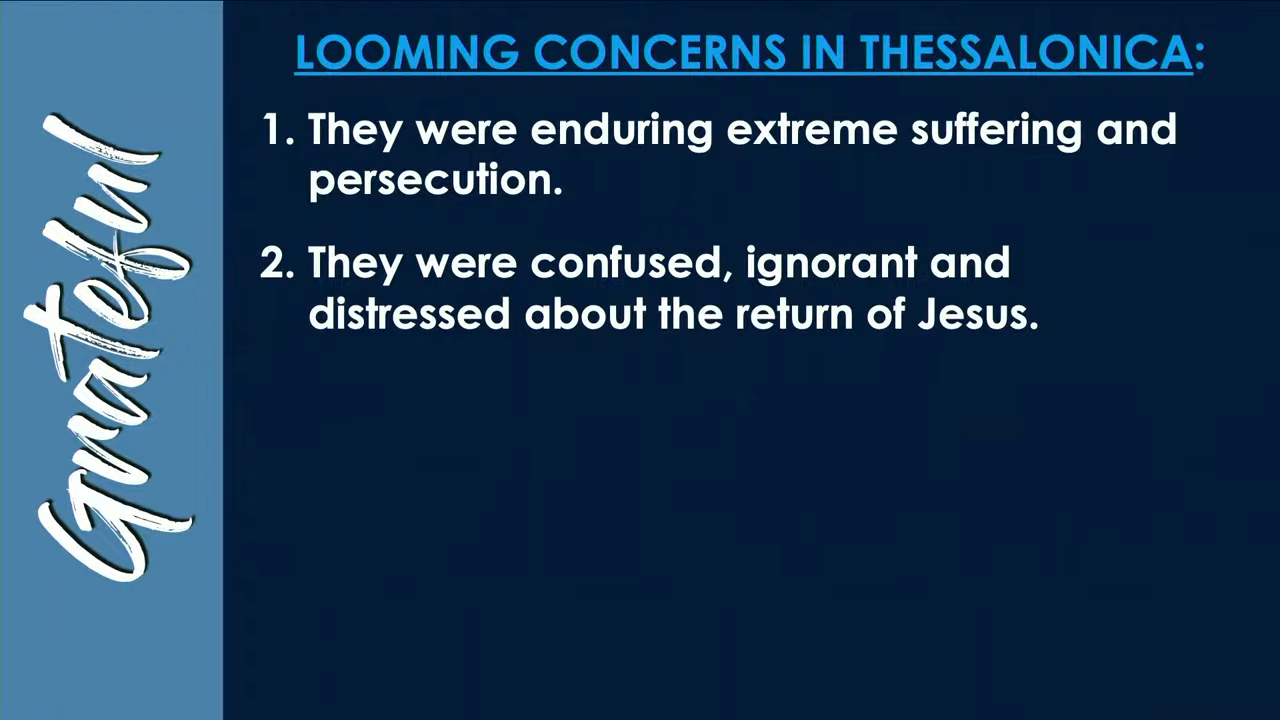 Grateful
LOOMING CONCERNS IN THESSALONICA:
1. They were enduring extreme suffering and
persecution.
2. They were confused, ignorant and
distressed about the return of Jesus.